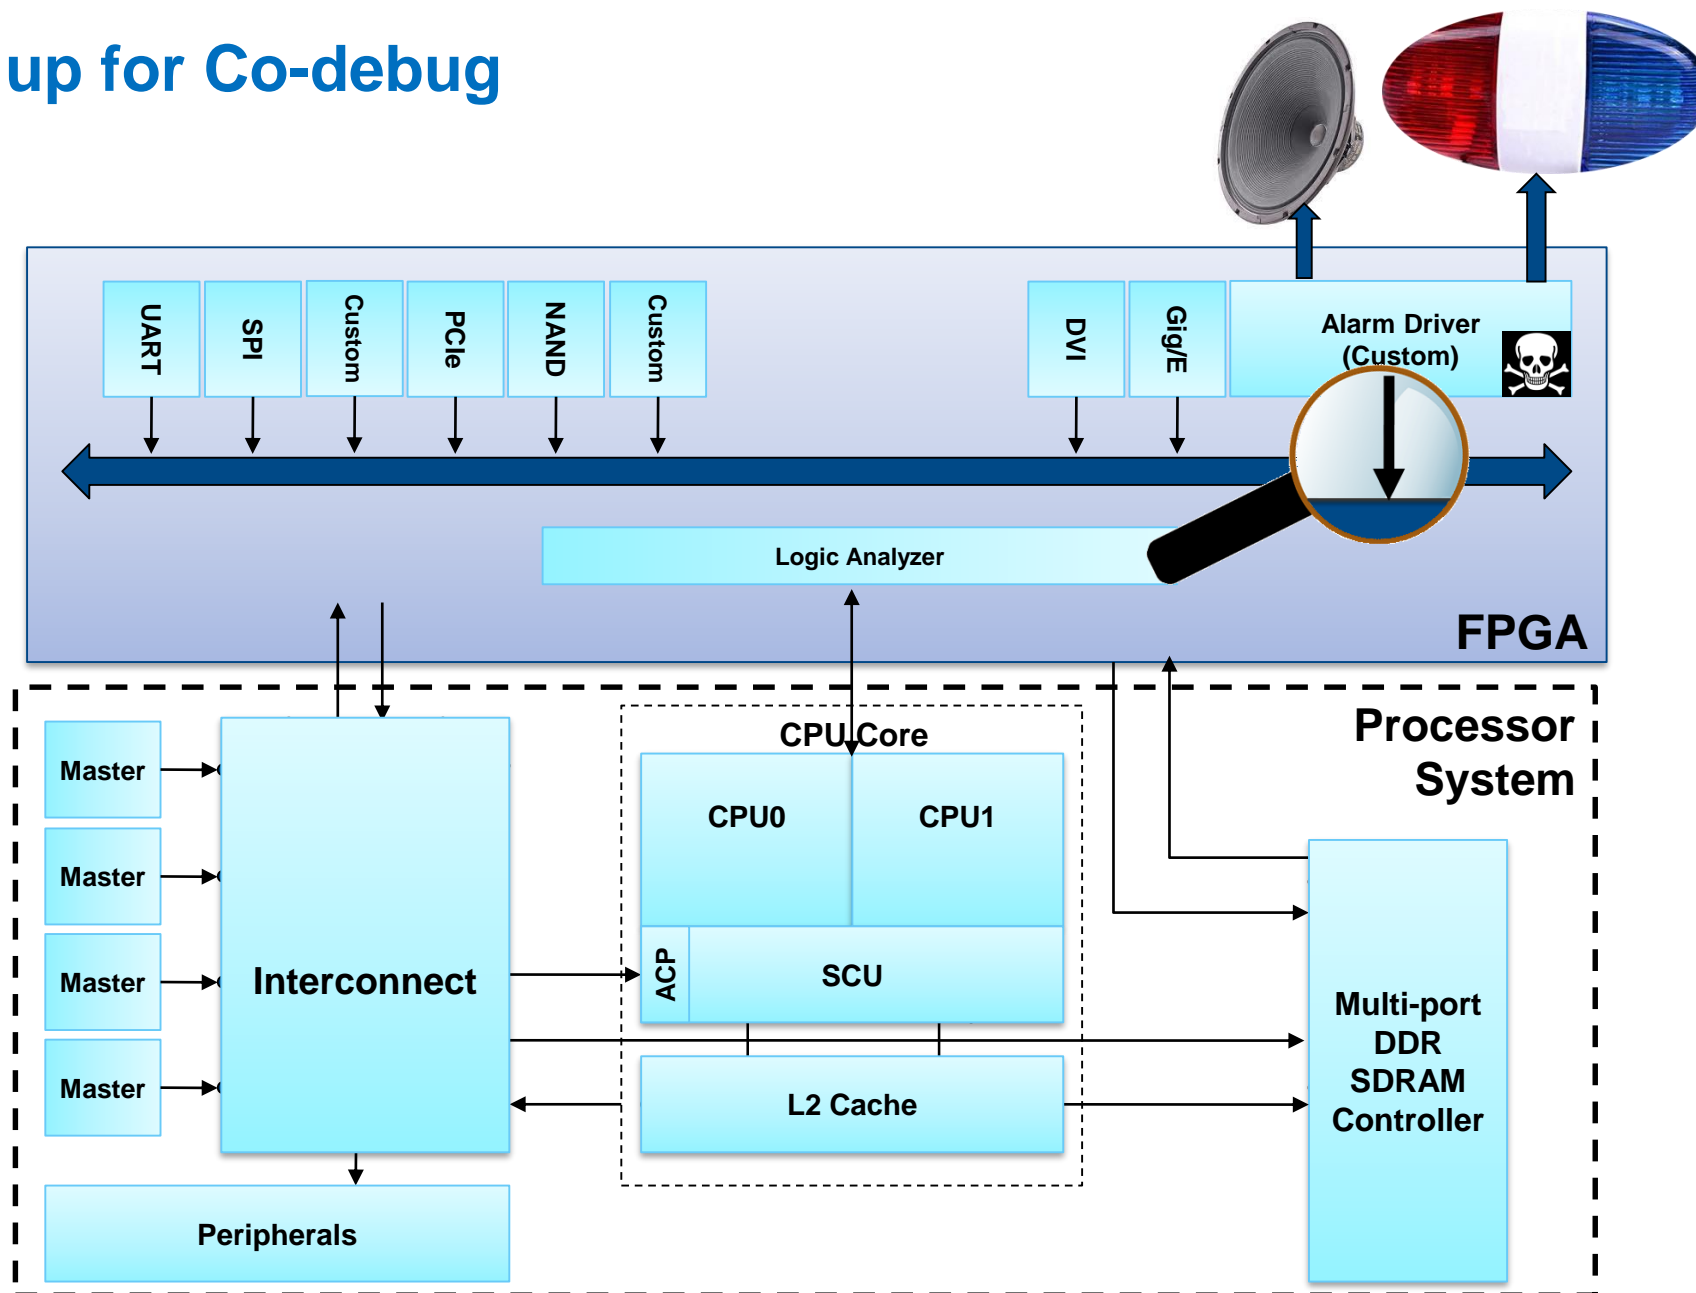 up for Co-debug
UART
SPI
Custom
PCIe
NAND
Custom
DVI
Gig/E
Alarm Driver
(Custom)
Logic Analyzer
FPGA
Processor
System
Master
Master
Master
Master
Interconnect
Peripherals
CPU Core
CPU0
CPU1
ACP
SCU
L2 Cache
Multi-port
DDR
SDRAM
Controller